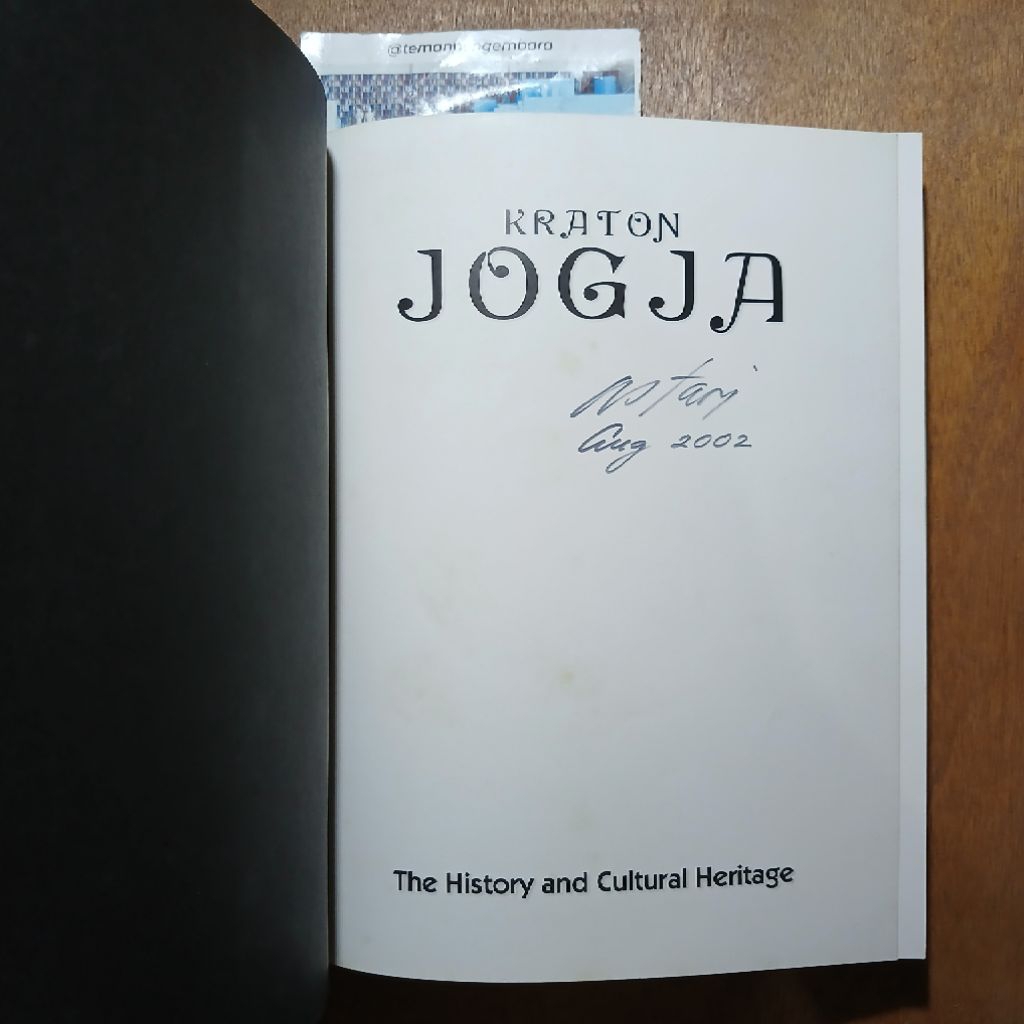 KRATON
JOGJA
Aug 2002
The History and Cultural Heritage